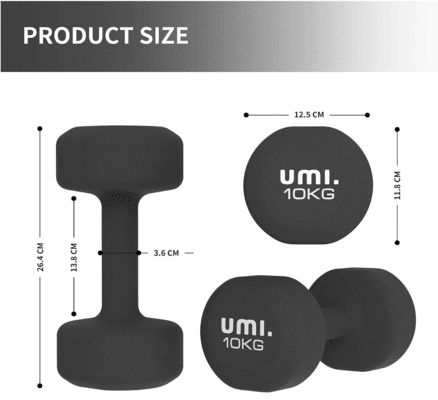 PRODUCT SIZE
12.5 CM
umi.
10KG
11.8 CM
26.4 CM
13.8 CM
3.6 CM
umi.
10KG